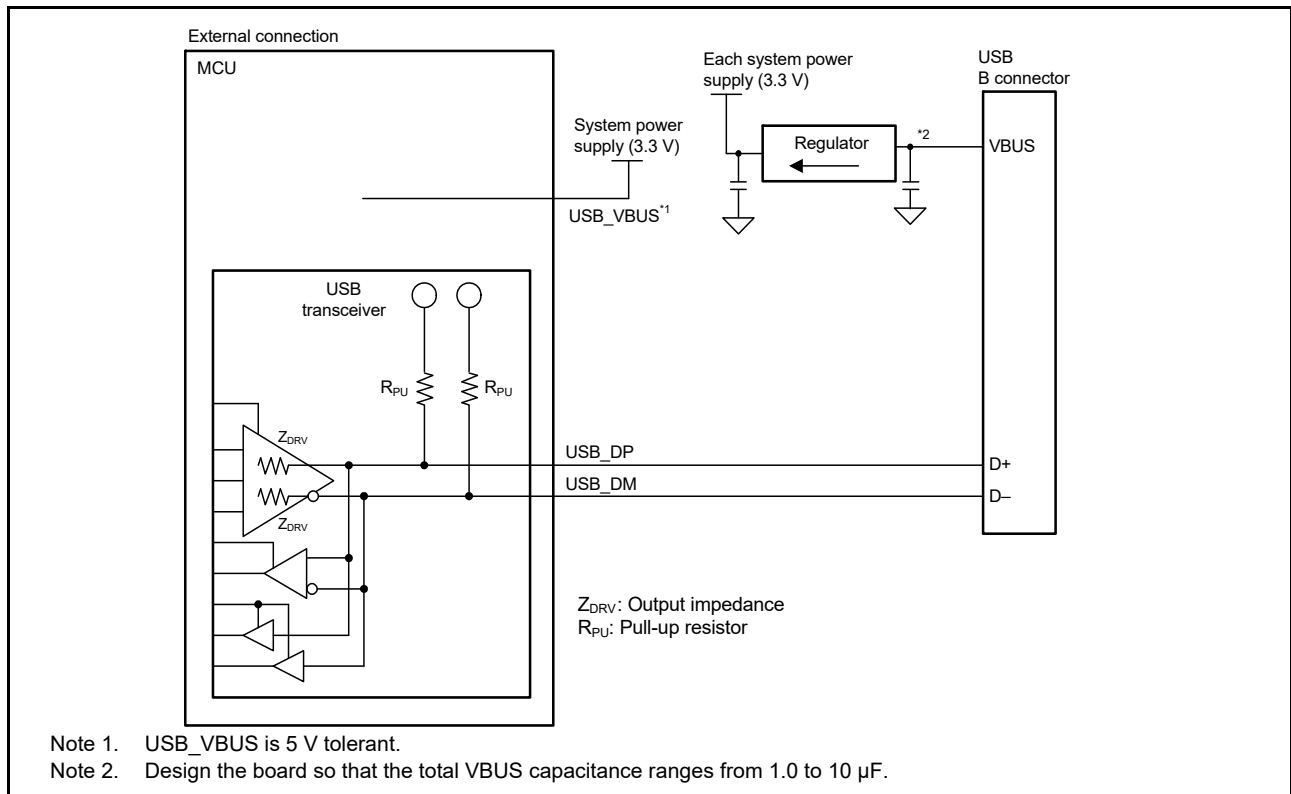 External connection
MCU
Each system power
supply (3.3 V)
USB
B connector
System power
supply (3.3 V)
Regulator
*2
VBUS
USB_VBUS*1
USB
transceiver
RPU
RPU
ZDRV
USB_DP
D+
USB_DM
D–
ZDRV
ZDRV: Output impedance
RPU: Pull-up resistor
Note 1. USB_VBUS is 5 V tolerant.
Note 2. Design the board so that the total VBUS capacitance ranges from 1.0 to 10 µF.